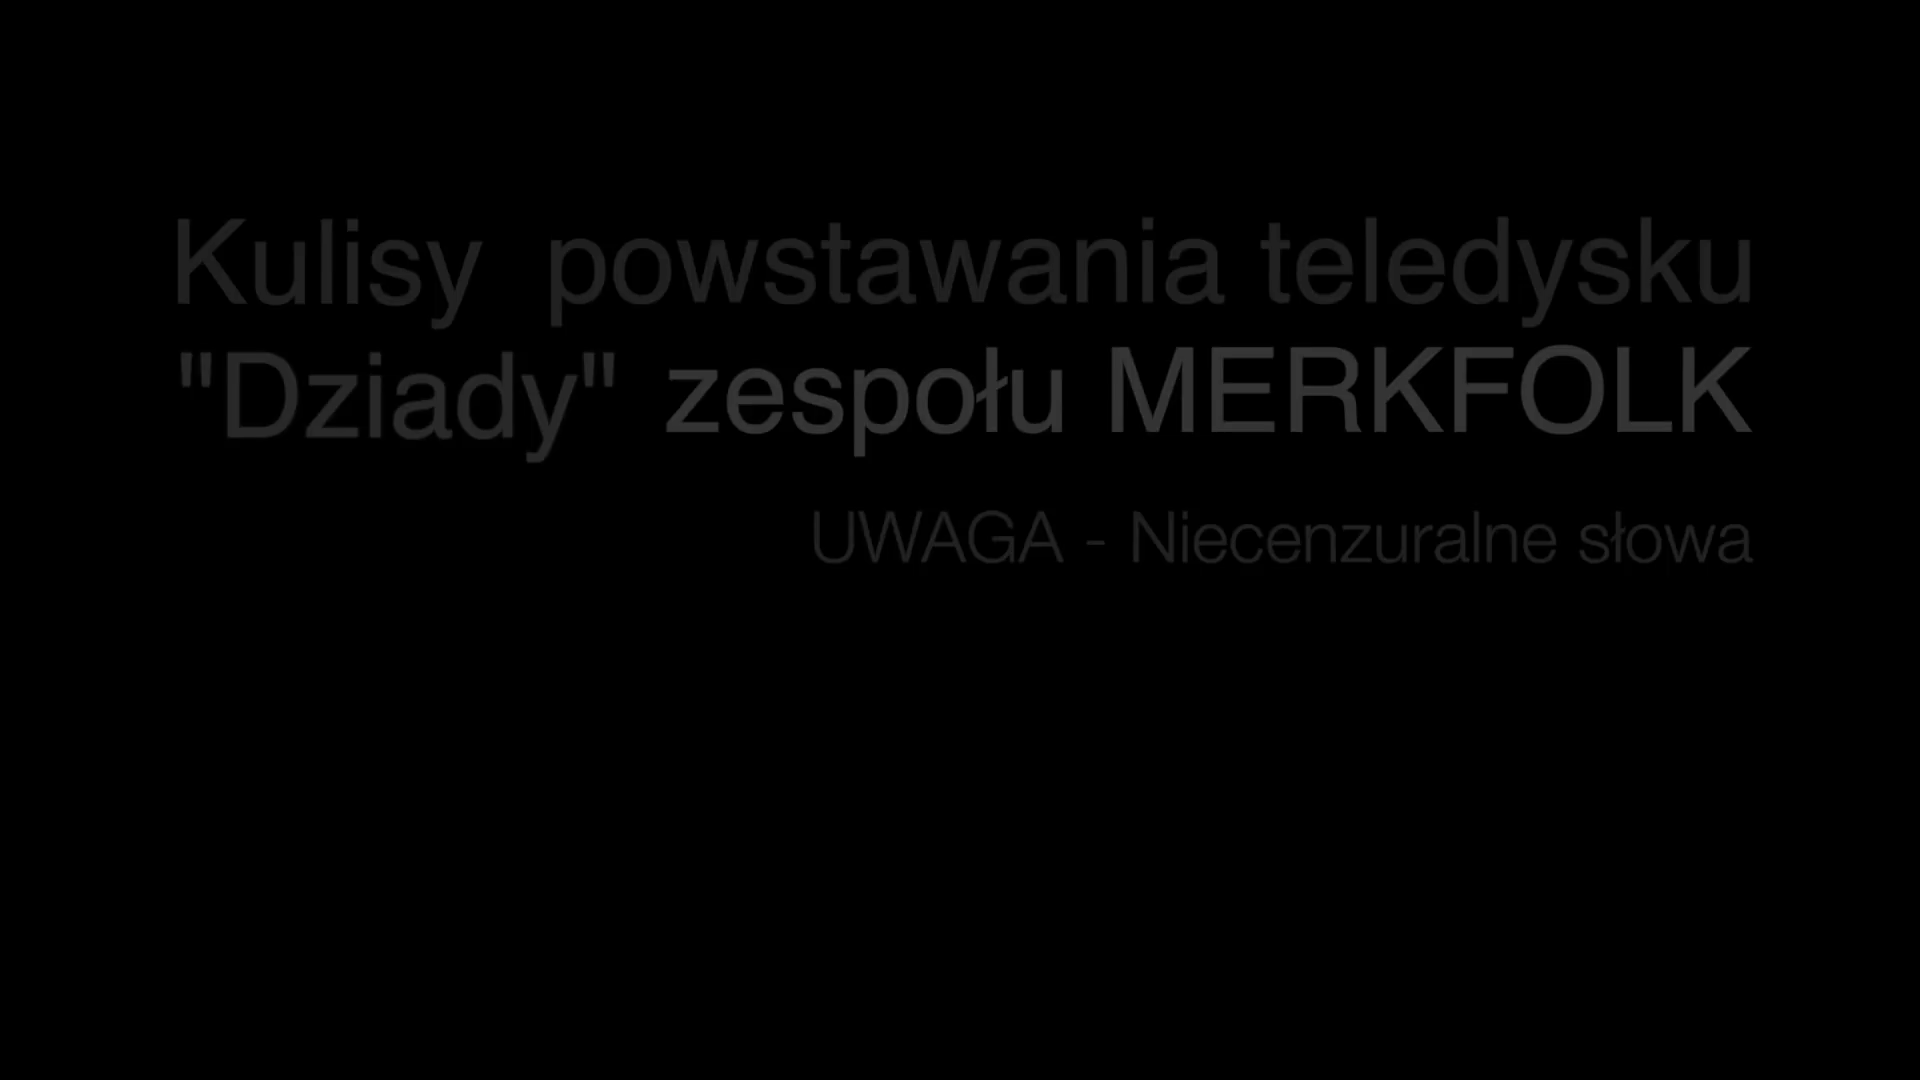 Kulisy powstawania teledysku
"Dziady" zespołu MERKFOLK
UWAGA - Niecenzuralne słowa